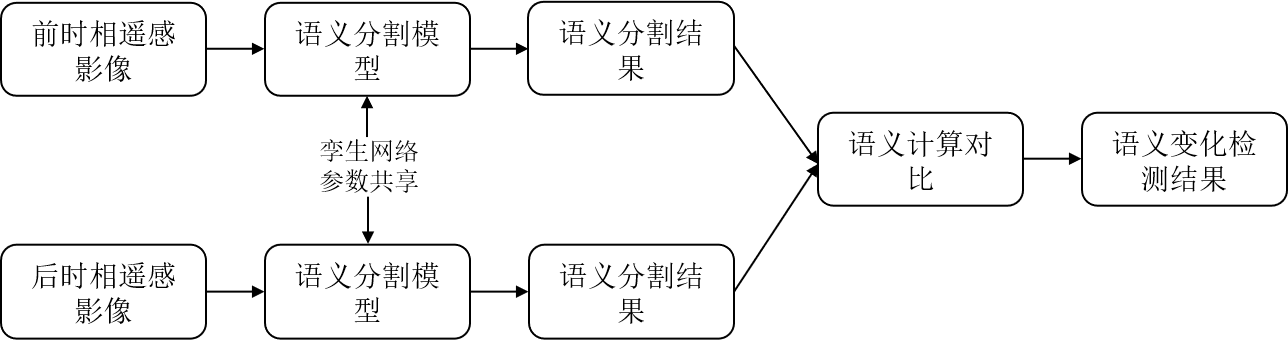 前时相遥感
影像
语义分割模
型
语义分割结
果
孪生网络
参数共享
后时相遥感
影像
语义分割模
型
语义分割结
果
语义计算对
比
语义变化检
测结果